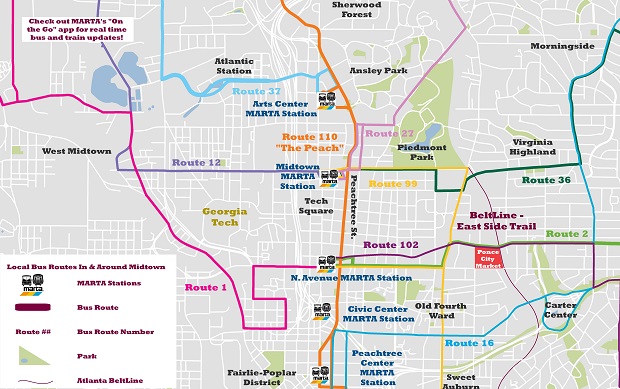 Sherwood
Forest
Check out MARTA's "On
the Go" app for real time
bus and train updates!
Morningside
Atlantic
Station
Ansley Park
Route 37
Arts Center
MARTA Station
marta
Route 110
"The Peach"
Route 27
West Midtown
Piedmont
Park
Virginia
Highland
Route 12
Midtown
MARTA
Station
marta
Route 99
Route 36
Peachtree St.
Tech
Square
Georgia
Tech
BeltLine -
East Side Trail
Route 102
Route 2
Ponce
City
Market
marta
N. Avenue MARTA Station
Local Bus Routes In & Around Midtown
marta
MARTA Stations
Bus Route
Route ##
Bus Route Number
Park
Atlanta BeltLine
Route 1
marta
Civic Center
MARTA Station
Old Fourth
Ward
Carter
Center
Route 16
Peachtree
Center
MARTA
Station
marta
Fairlie-Poplar
District
Sweet
Auburn